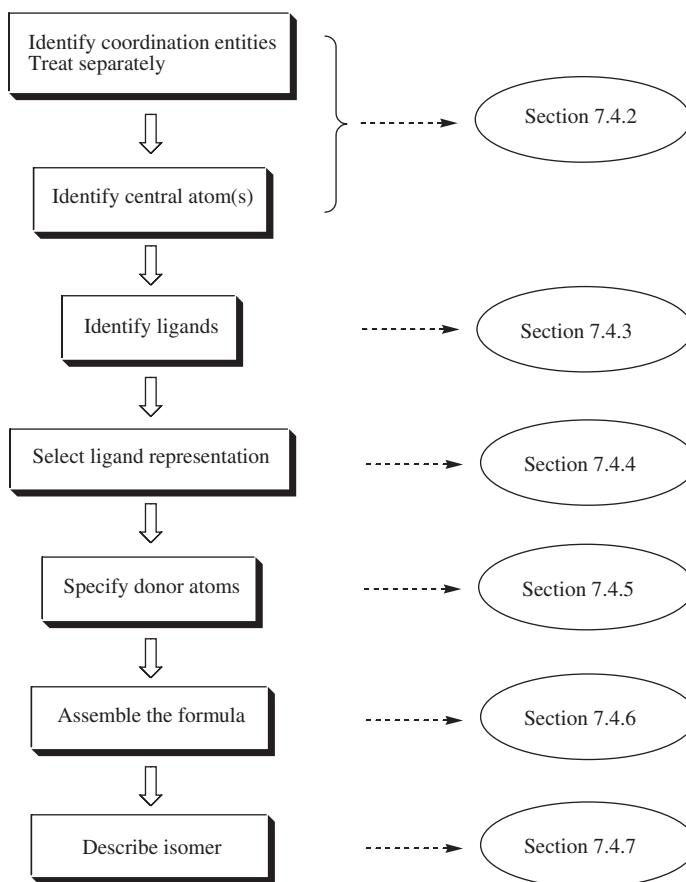 Identify coordination entities
Treat separately
Section 7.4.2
Identify central atom(s)
Identify ligands
Section 7.4.3
Select ligand representation
Section 7.4.4
Specify donor atoms
Section 7.4.5
Assemble the formula
Section 7.4.6
Describe isomer
Section 7.4.7